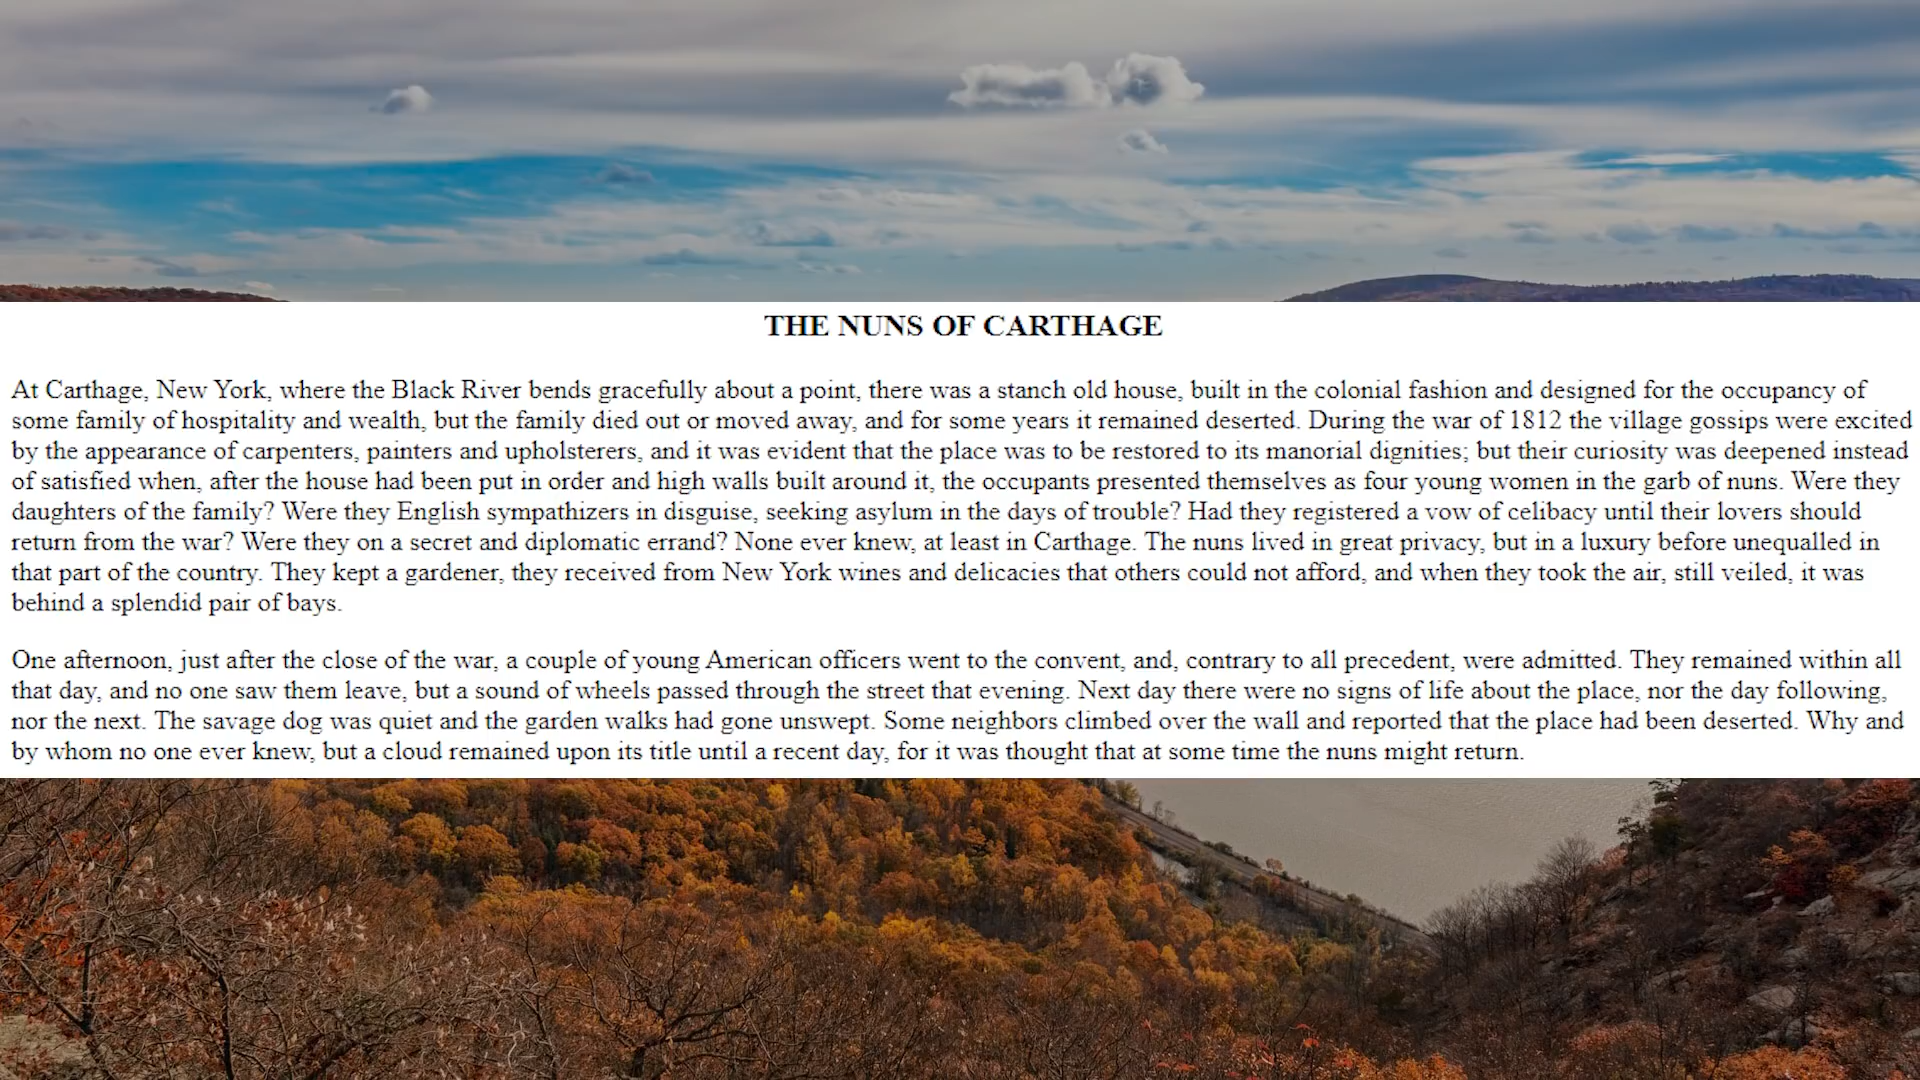 THE NUNS OF CARTHAGE
At Carthage, New York, where the Black River bends gracefully about a point, there was a stanch old house, built in the colonial fashion and designed for the occupancy of
some family of hospitality and wealth, but the family died out or moved away, and for some years it remained deserted. During the war of 1812 the village gossips were excited
by the appearance of carpenters, painters and upholsterers, and it was evident that the place was to be restored to its manorial dignities; but their curiosity was deepened instead
of satisfied when, after the house had been put in order and high walls built around it, the occupants presented themselves as four young women in the garb of nuns. Were they
daughters of the family? Were they English sympathizers in disguise, seeking asylum in the days of trouble? Had they registered a vow of celibacy until their lovers should
return from the war? Were they on a secret and diplomatic errand? None ever knew, at least in Carthage. The nuns lived in great privacy, but in a luxury before unequalled in
that part of the country. They kept a gardener, they received from New York wines and delicacies that others could not afford, and when they took the air, still veiled, it was
behind a splendid pair of bays.
One afternoon, just after the close of the war, a couple of young American officers went to the convent, and, contrary to all precedent, were admitted. They remained within all
that day, and no one saw them leave, but a sound of wheels passed through the street that evening. Next day there were no signs of life about the place, nor the day following,
nor the next. The savage dog was quiet and the garden walks had gone unswept. Some neighbors climbed over the wall and reported that the place had been deserted. Why and
by whom no one ever knew, but a cloud remained upon its title until a recent day, for it was thought that at some time the nuns might return.